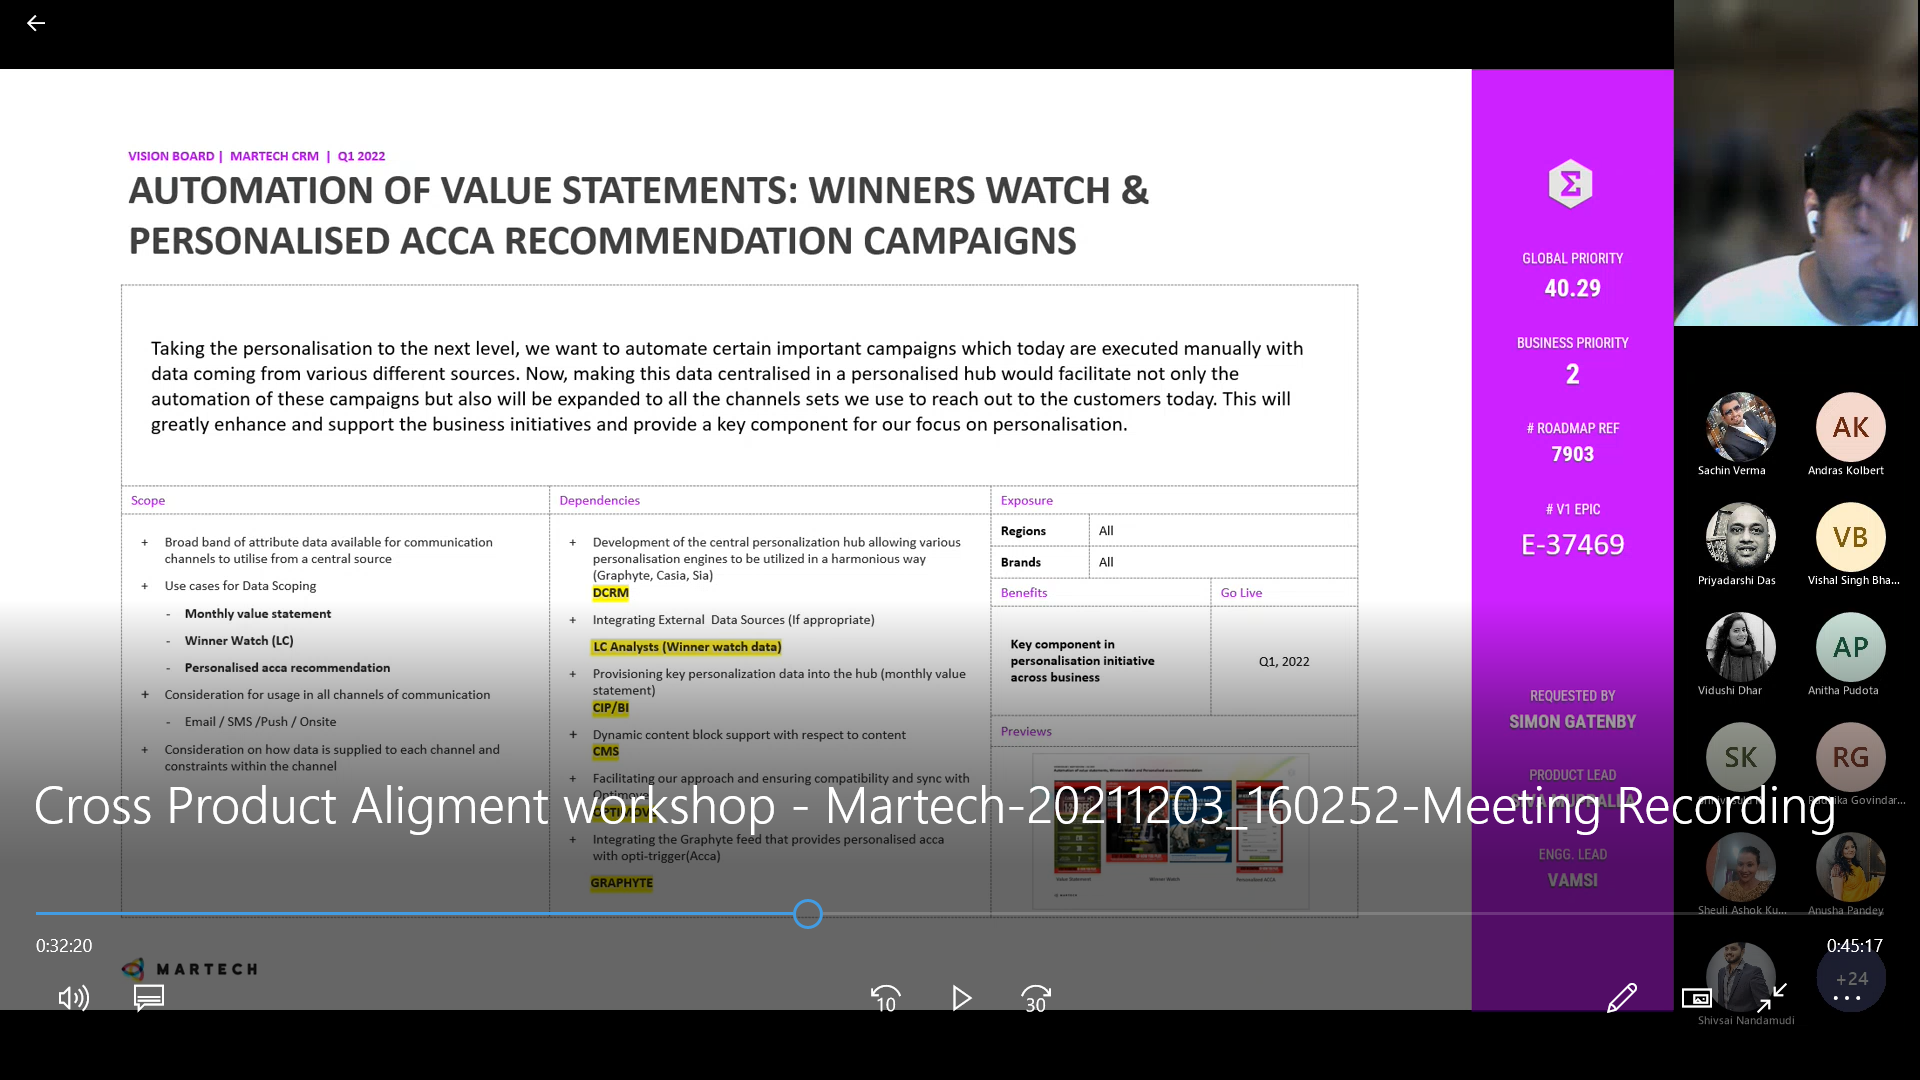 VISION BOARD | MARTECH CRM | Q1 2022
AUTOMATION OF VALUE STATEMENTS: WINNERS WATCH &
PERSONALISED ACCA RECOMMENDATION CAMPAIGNS
Taking the personalisation to the next level, we want to automate certain important campaigns which today are executed manually with
data coming from various different sources. Now, making this data centralised in a personalised hub would facilitate not only the
automation of these campaigns but also will be expanded to all the channels sets we use to reach out to the customers today. This will
greatly enhance and support the business initiatives and provide a key component for our focus on personalisation.
Scope
+ Broad band of attribute data available for communication
channels to utilise from a central source
+ Use cases for Data Scoping
- Monthly value statement
- Winner Watch (LC)
- Personalised acca recommendation
+ Consideration for usage in all channels of communication
- Email / SMS /Push / Onsite
+ Consideration on how data is supplied to each channel and
constraints within the channel
Dependencies
+ Development of the central personalization hub allowing various
personalisation engines to be utilized in a harmonious way
(Graphyte, Casia, Sia)
DCRM
+ Integrating External Data Sources (If appropriate)
LC Analysts (Winner watch data)
+ Provisioning key personalization data into the hub (monthly value
statement)
CIP/BI
+ Dynamic content block support with respect to content
CMS
+ Facilitating our approach and ensuring compatibility and sync with
Optimove
OPTIMOVE
+ Integrating the Graphyte feed that provides personalised acca
with opti-trigger(Acca)
GRAPHYTE
Exposure
Regions All
Brands All
Benefits
Key component in
personalisation initiative
across business
Go Live
Q1, 2022
Previews
Value Statement
Winner Watch
Personalised ACCA
MARTECH
GLOBAL PRIORITY
40.29
BUSINESS PRIORITY
2
# ROADMAP REF
7903
# V1 EPIC
E-37469
REQUESTED BY
SIMON GATENBY
PRODUCT LEAD
ENGG. LEAD
VAMSI
Sachin Verma
AK
Andras Kolbert
Priyadarshi Das
VB
Vishal Singh Bha...
Vidushi Dhar
AP
Anitha Pudota
SK
RG
Govindar...
Sheuli Ashok Ku...
Anusha Pandey
Shivsai Nandamudi
+24
Cross Product Aligment workshop - Martech-20211203_160252-Meeting Recording
0:32:20
0:45:17
10
30
MARTECH